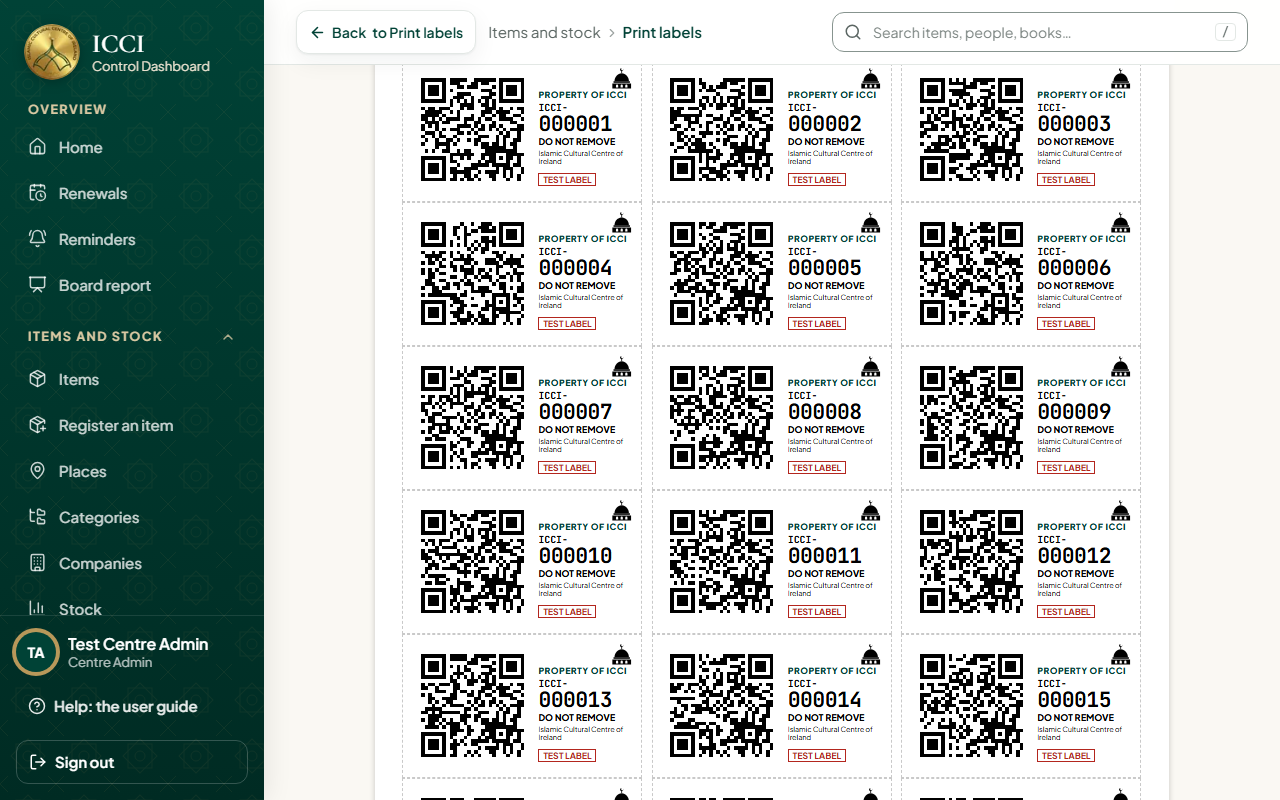 ICCI
Control Dashboard
OVERVIEW
Home
Renewals
Reminders
Board report
ITEMS AND STOCK
Items
Register an item
Places
Categories
Companies
Stock
TA
Test Centre Admin
Centre Admin
Help: the user guide
Sign out
Back to Print labels
Items and stock
Print labels
Search items, people, books…
/
PROPERTY OF ICCI
ICCI-
000001
DO NOT REMOVE
Islamic Cultural Centre of
Ireland
TEST LABEL
PROPERTY OF ICCI
ICCI-
000002
DO NOT REMOVE
Islamic Cultural Centre of
Ireland
TEST LABEL
PROPERTY OF ICCI
ICCI-
000003
DO NOT REMOVE
Islamic Cultural Centre of
Ireland
TEST LABEL
PROPERTY OF ICCI
ICCI-
000004
DO NOT REMOVE
Islamic Cultural Centre of
Ireland
TEST LABEL
PROPERTY OF ICCI
ICCI-
000005
DO NOT REMOVE
Islamic Cultural Centre of
Ireland
TEST LABEL
PROPERTY OF ICCI
ICCI-
000006
DO NOT REMOVE
Islamic Cultural Centre of
Ireland
TEST LABEL
PROPERTY OF ICCI
ICCI-
000007
DO NOT REMOVE
Islamic Cultural Centre of
Ireland
TEST LABEL
PROPERTY OF ICCI
ICCI-
000008
DO NOT REMOVE
Islamic Cultural Centre of
Ireland
TEST LABEL
PROPERTY OF ICCI
ICCI-
000009
DO NOT REMOVE
Islamic Cultural Centre of
Ireland
TEST LABEL
PROPERTY OF ICCI
ICCI-
000010
DO NOT REMOVE
Islamic Cultural Centre of
Ireland
TEST LABEL
PROPERTY OF ICCI
ICCI-
000011
DO NOT REMOVE
Islamic Cultural Centre of
Ireland
TEST LABEL
PROPERTY OF ICCI
ICCI-
000012
DO NOT REMOVE
Islamic Cultural Centre of
Ireland
TEST LABEL
PROPERTY OF ICCI
ICCI-
000013
DO NOT REMOVE
Islamic Cultural Centre of
Ireland
TEST LABEL
PROPERTY OF ICCI
ICCI-
000014
DO NOT REMOVE
Islamic Cultural Centre of
Ireland
TEST LABEL
PROPERTY OF ICCI
ICCI-
000015
DO NOT REMOVE
Islamic Cultural Centre of
Ireland
TEST LABEL